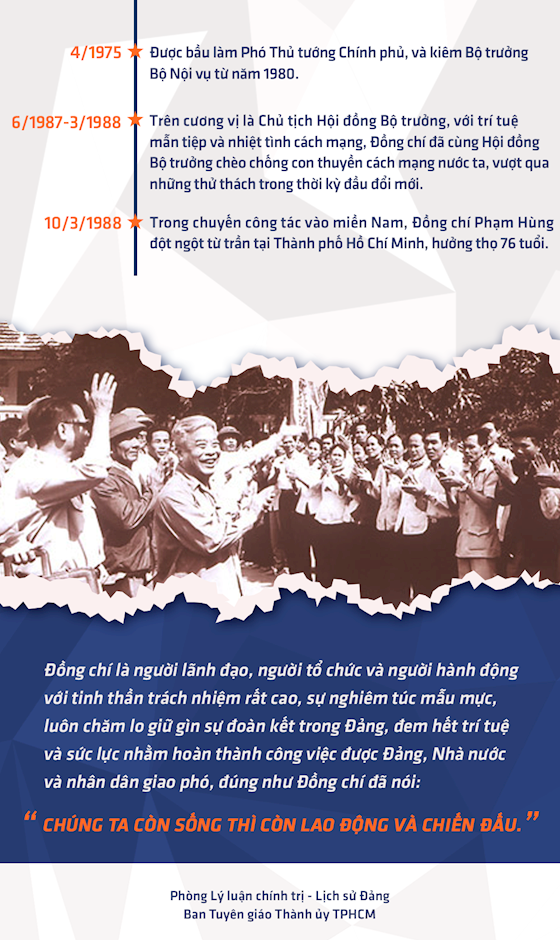 4/1975 Được bầu làm Phó Thủ tướng Chính phủ, và kiêm Bộ trưởng
Bộ Nội vụ từ năm 1980.
6/1987-3/1988 Trên cương vị là Chủ tịch Hội đồng Bộ trưởng, với trí tuệ
mẫn tiệp và nhiệt tình cách mạng, Đồng chí đã cùng Hội đồng
Bộ trưởng chèo chống con thuyền cách mạng nước ta, vượt qua
những thử thách trong thời kỳ đầu đổi mới.
10/3/1988 Trong chuyến công tác vào miền Nam, Đồng chí Phạm Hùng
đột ngột từ trần tại Thành phố Hồ Chí Minh, hưởng thọ 76 tuổi.
Đồng chí là người lãnh đạo, người tổ chức và người hành động
với tinh thần trách nhiệm rất cao, sự nghiêm túc mẫu mực,
luôn chăm lo giữ gìn sự đoàn kết trong Đảng, đem hết trí tuệ
và sức lực nhằm hoàn thành công việc được Đảng, Nhà nước
và nhân dân giao phó, đúng như Đồng chí đã nói:
“ CHÚNG TA CÒN SỐNG THÌ CÒN LAO ĐỘNG VÀ CHIẾN ĐẤU. ”
Phòng Lý luận chính trị - Lịch sử Đảng
Ban Tuyên giáo Thành ủy TPHCM